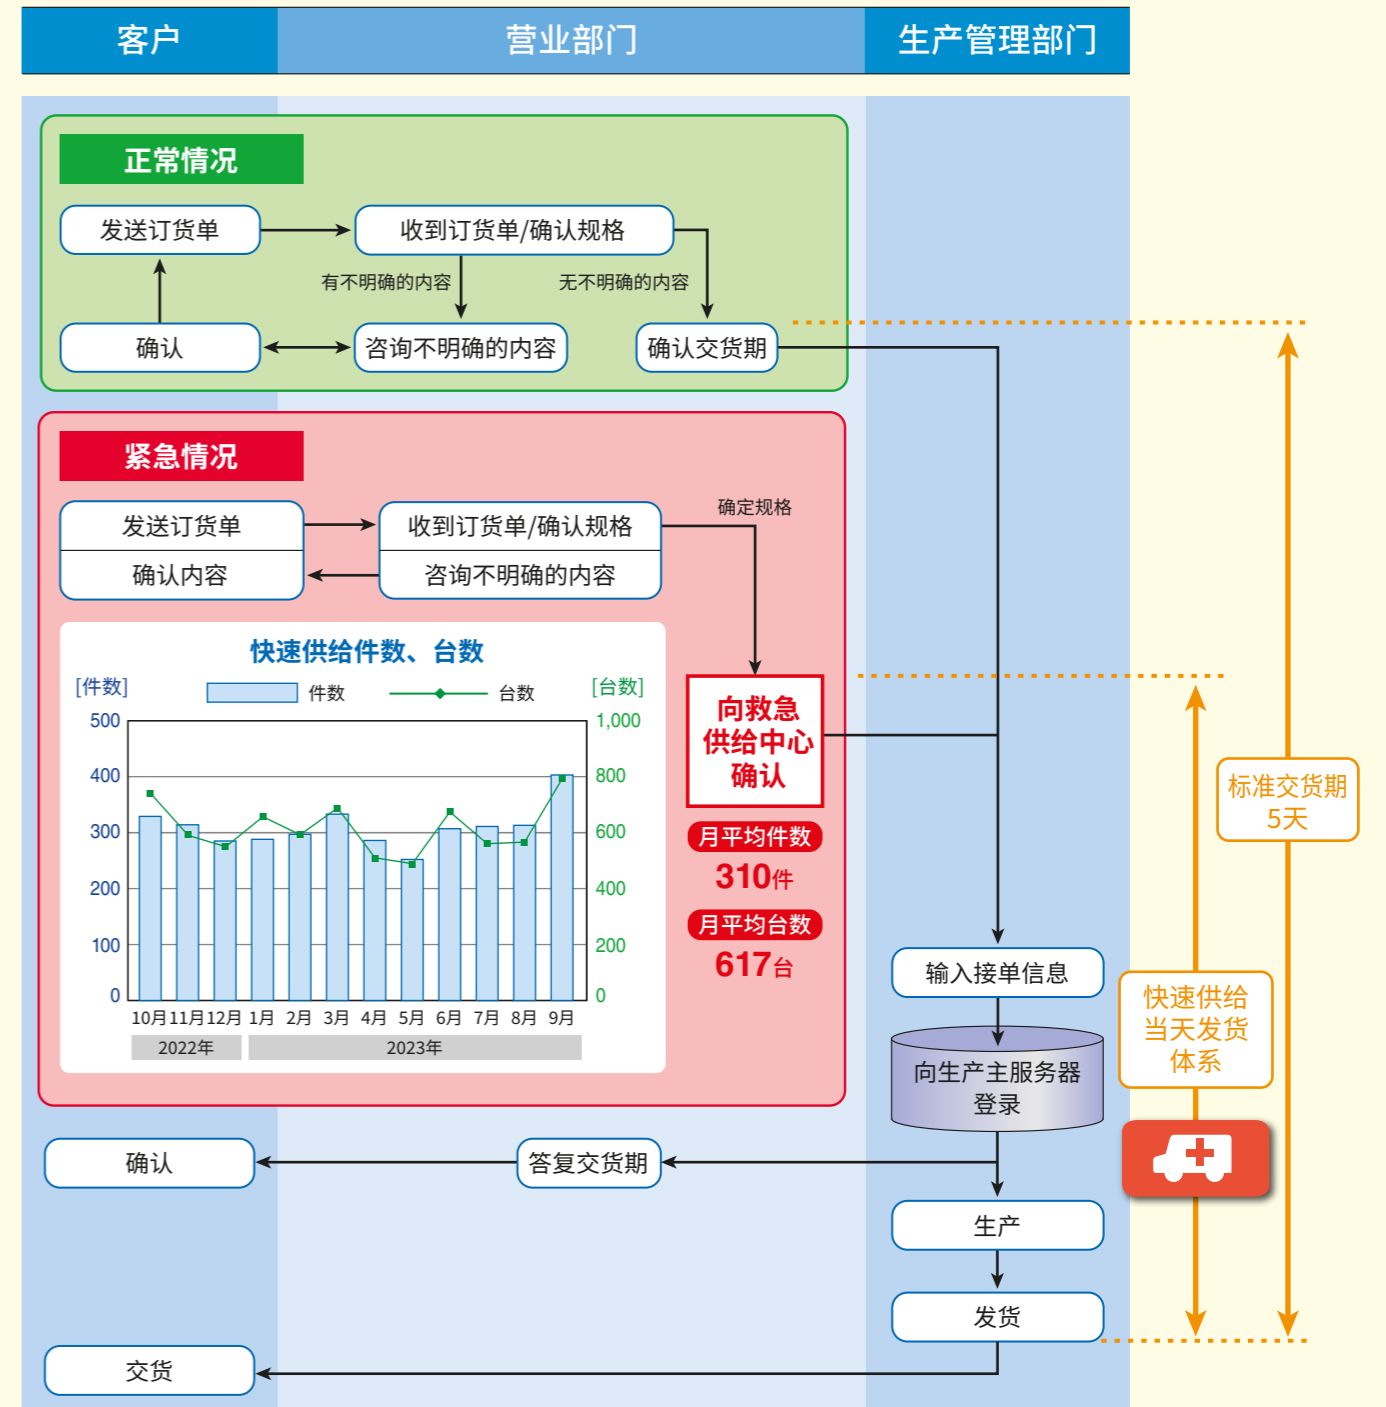 客户
营业部门
生产管理部门
正常情况
发送订货单
收到订货单/确认规格
有不明确的内容
无不明确的内容
确认
咨询不明确的内容
确认交货期
紧急情况
发送订货单
收到订货单/确认规格
确定规格
确认内容
咨询不明确的内容
快速供给件数、台数
[件数]
件数
台数
[台数]
500
400
300
200
100
0
1,000
800
600
400
200
0
10月 11月 12月 1月 2月 3月 4月 5月 6月 7月 8月 9月
2022年
2023年
向救急
供给中心
确认
月平均件数
310件
月平均台数
617台
标准交货期
5天
输入接单信息
快速供给
当天发货
体系
向生产主服务器
登录
确认
答复交货期
生产
发货
交货